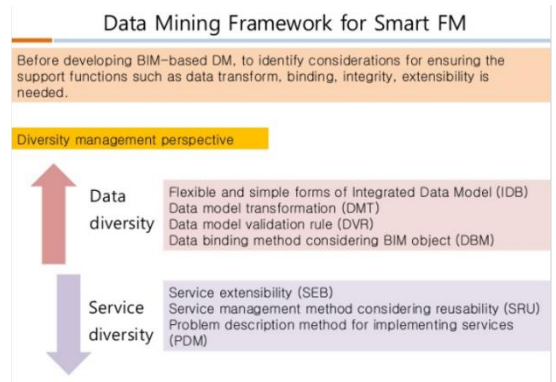 Data Mining Framework for Smart FM
Before developing BIM-based DM, to identify considerations for ensuring the
support functions such as data transform, binding, integrity, extensibility is
needed.
Diversity management perspective
Data
diversity
Flexible and simple forms of Integrated Data Model (IDB)
Data model transformation (DMT)
Data model validation rule (DVR)
Data binding method considering BIM object (DBM)
Service
diversity
Service extensibility (SEB)
Service management method considering reusability (SRU)
Problem description method for implementing services
(PDM)